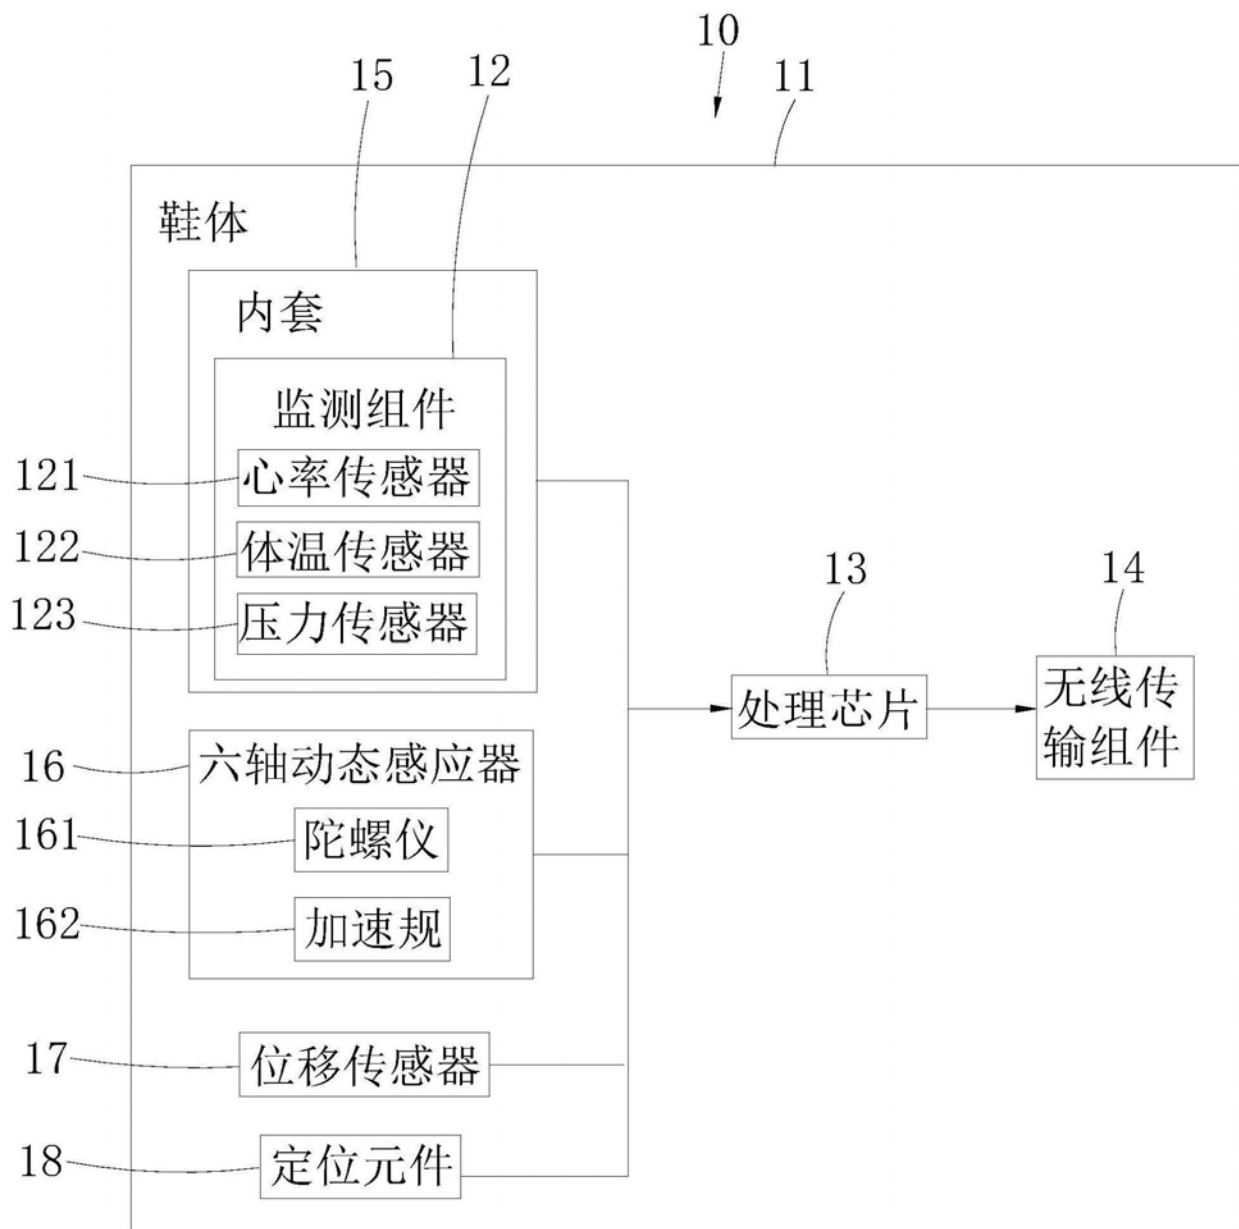 10
15
12
11
鞋体
内套
监测组件
121
心率传感器
122
体温传感器
123
压力传感器
13
处理芯片
14
无线传
输组件
16
六轴动态感应器
161
陀螺仪
162
加速规
17
位移传感器
18
定位元件